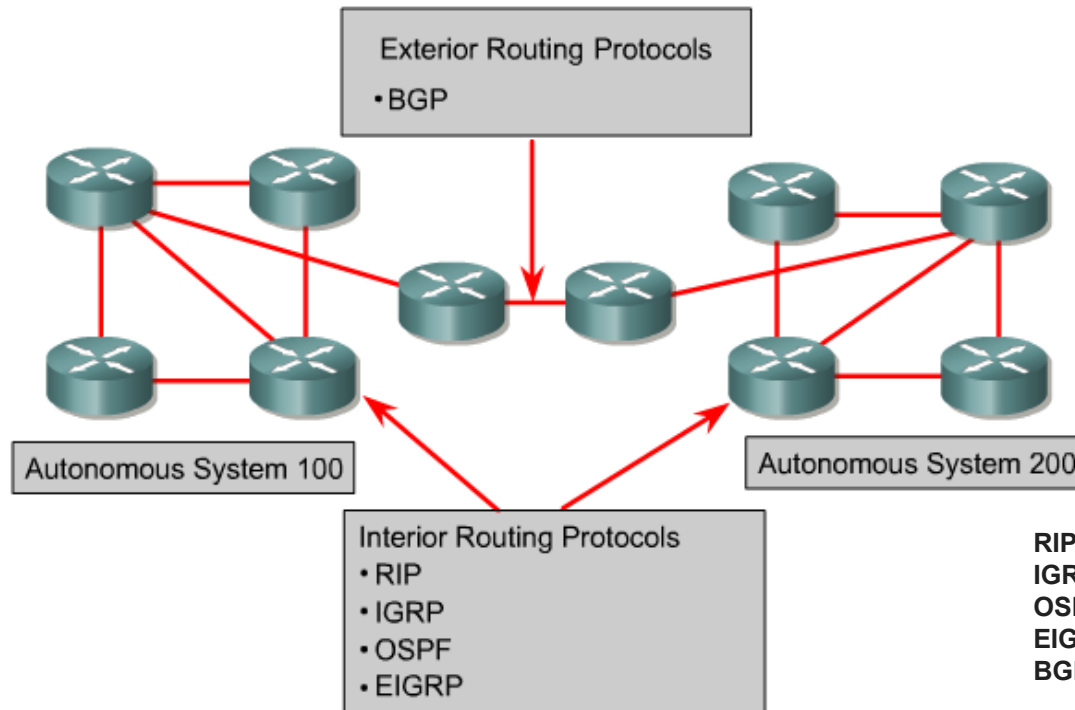 Exterior Routing Protocols
• BGP
Autonomous System 100
Autonomous System 200
Interior Routing Protocols
• RIP
• IGRP
• OSPF
• EIGRP
RIP